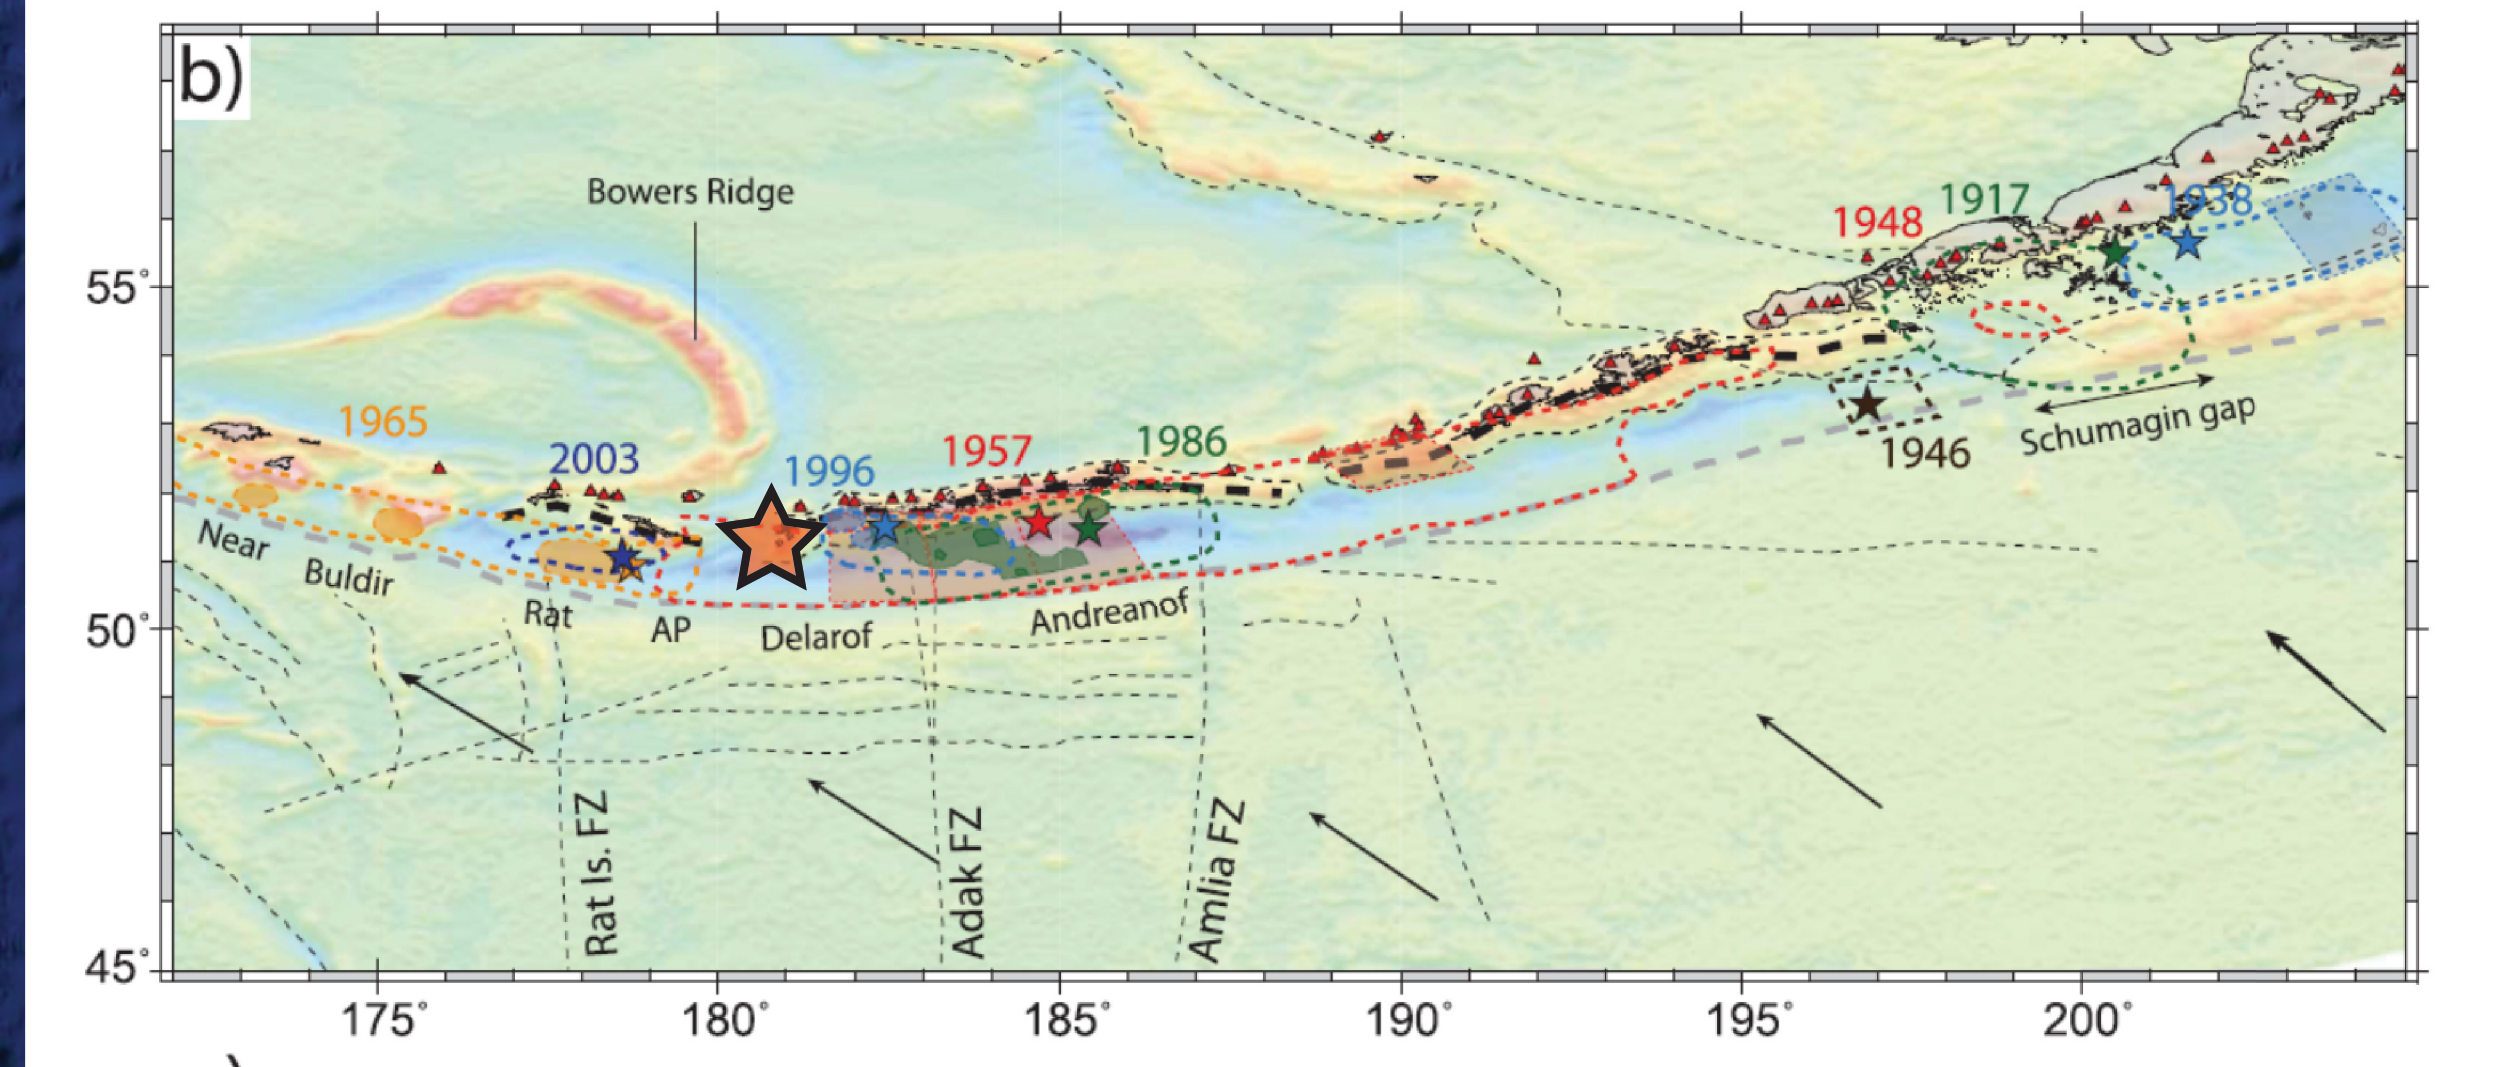 b)
Bowers Ridge
1948
1917
1938
1965
2003
1996
1957
1986
1946
Schumagin gap
Near
Buldir
Rat
AP
Delarof
Andreanof
Rat Is. FZ
Adak FZ
Amlia FZ
55°
50°
45°
175°
180°
185°
190°
195°
200°